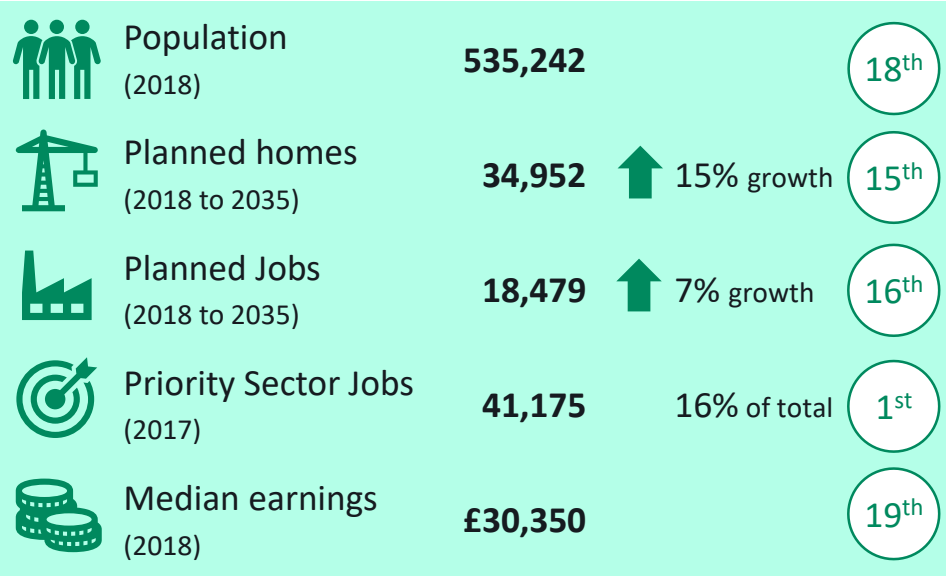 Population
(2018)
535,242
18th
Planned homes
(2018 to 2035)
34,952
15% growth
15th
Planned Jobs
(2018 to 2035)
18,479
7% growth
16th
Priority Sector Jobs
(2017)
41,175
16% of total
1st
Median earnings
(2018)
£30,350
19th